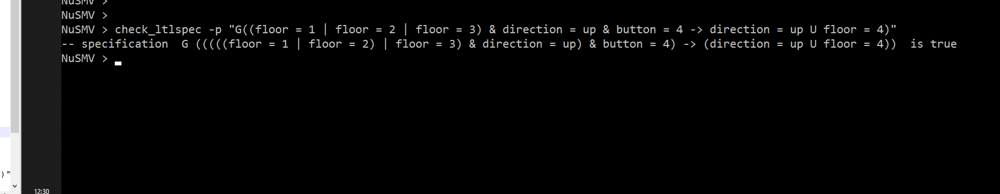 NuSMV >
NuSMV >
NuSMV > check_ltlspec -p "G((floor = 1 | floor = 2 | floor = 3) & direction = up & button = 4 -> direction = up U floor = 4)"
-- specification  G (((((floor = 1 | floor = 2) | floor = 3) & direction = up) & button = 4) -> (direction = up U floor = 4))  is true
NuSMV >
)"
12:30